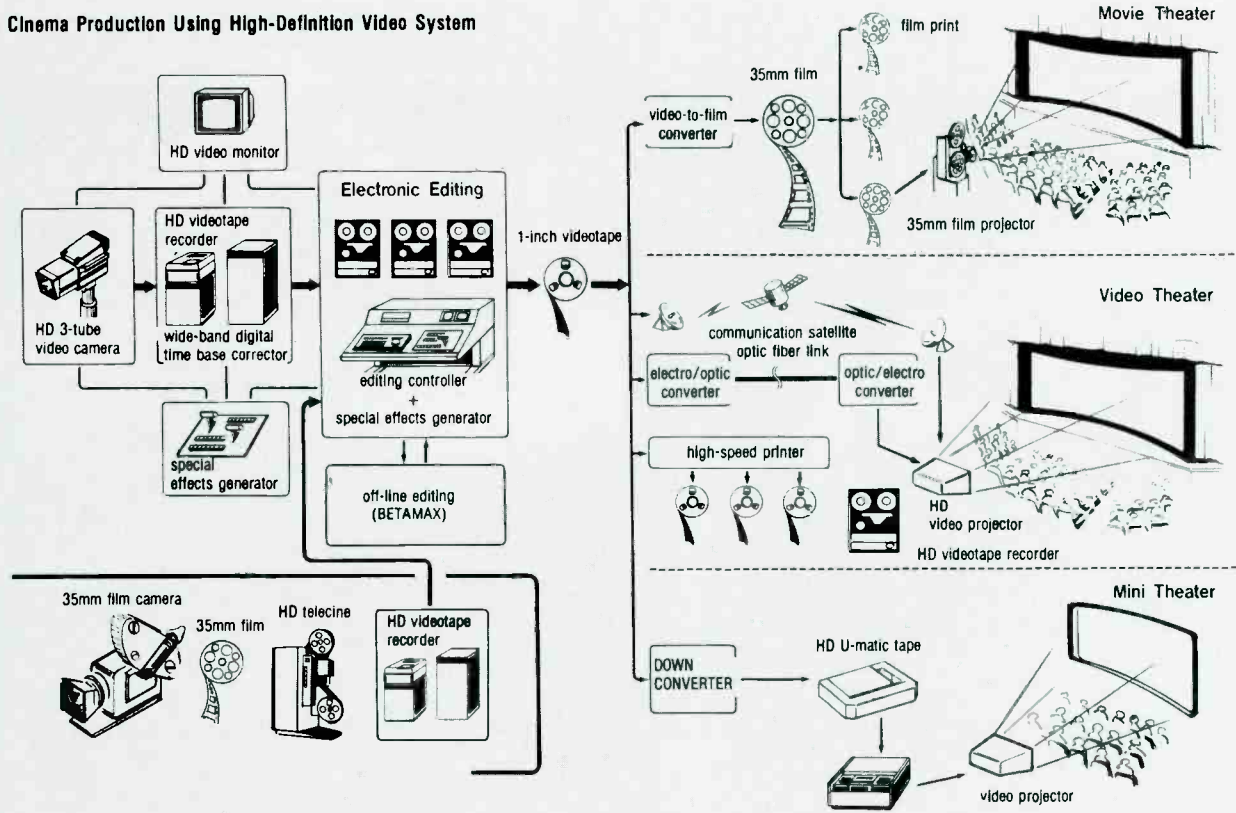 Cinema Production Using High-Definition Video System
HD video monitor
HD 3-tube
video camera
HD videotape
recorder
wide-band digital
time base corrector
special
effects generator
Electronic Editing
editing controller
+
special effects generator
off-line editing
(BETAMAX)
35mm film camera
35mm film
HD telecine
HD videotape
recorder
1-inch videotape
Movie Theater
video-to-film
converter
35mm film
film print
35mm film projector
Video Theater
communication satellite
optic fiber link
electro/optic
converter
optic/electro
converter
high-speed printer
HD
video projector
HD videotape recorder
Mini Theater
DOWN
CONVERTER
HD U-matic tape
video projector